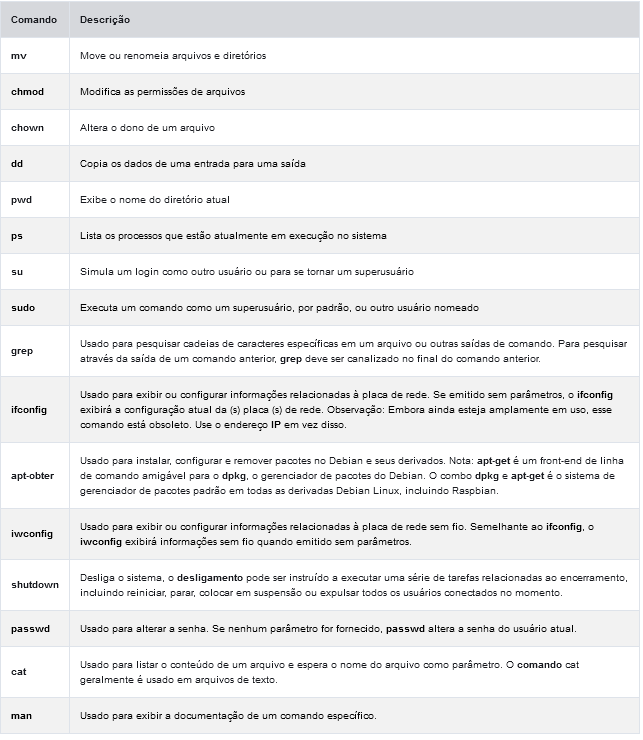 Comando Descrição
mv Move ou renomeia arquivos e diretórios
chmod Modifica as permissões de arquivos
chown Altera o dono de um arquivo
dd Copia os dados de uma entrada para uma saída
pwd Exibe o nome do diretório atual
ps Lista os processos que estão atualmente em execução no sistema
su Simula um login como outro usuário ou para se tornar um superusuário
sudo Executa um comando como um superusuário, por padrão, ou outro usuário nomeado
grep Usado para pesquisar cadeias de caracteres específicas em um arquivo ou outras saídas de comando. Para pesquisar
através da saída de um comando anterior, grep deve ser canalizado no final do comando anterior.
ifconfig Usado para exibir ou configurar informações relacionadas à placa de rede. Se emitido sem parâmetros, o ifconfig
exibirá a configuração atual da (s) placa (s) de rede. Observação: Embora ainda esteja amplamente em uso, esse
comando está obsoleto. Use o endereço IP em vez disso.
apt-obter Usado para instalar, configurar e remover pacotes no Debian e seus derivados. Nota: apt-get é um front-end de linha
de comando amigável para o dpkg, o gerenciador de pacotes do Debian. O combo dpkg e apt-get é o sistema de
gerenciador de pacotes padrão em todas as derivadas Debian Linux, incluindo Raspbian.
iwconfig Usado para exibir ou configurar informações relacionadas à placa de rede sem fio. Semelhante ao ifconfig, o
iwconfig exibirá informações sem fio quando emitido sem parâmetros.
shutdown Desliga o sistema, o desligamento pode ser instruído a executar uma série de tarefas relacionadas ao encerramento,
incluindo reiniciar, parar, colocar em suspensão ou expulsar todos os usuários conectados no momento.
passwd Usado para alterar a senha. Se nenhum parâmetro for fornecido, passwd altera a senha do usuário atual.
cat Usado para listar o conteúdo de um arquivo e espera o nome do arquivo como parâmetro. O comando cat
geralmente é usado em arquivos de texto.
man Usado para exibir a documentação de um comando específico.